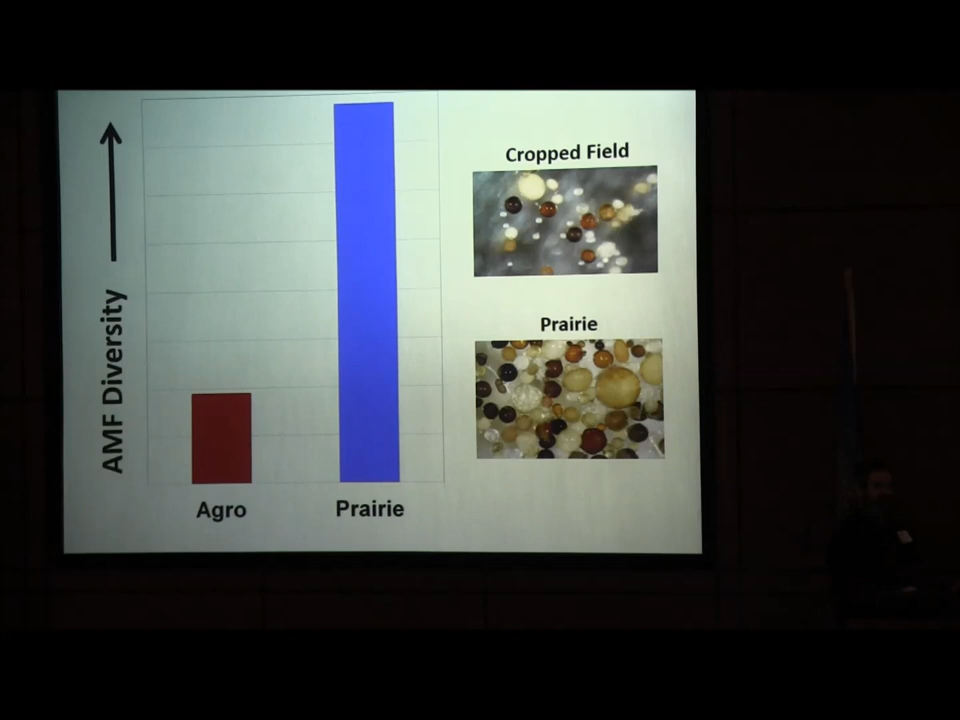 AMF Diversity
Agro
Prairie
Cropped Field
Prairie